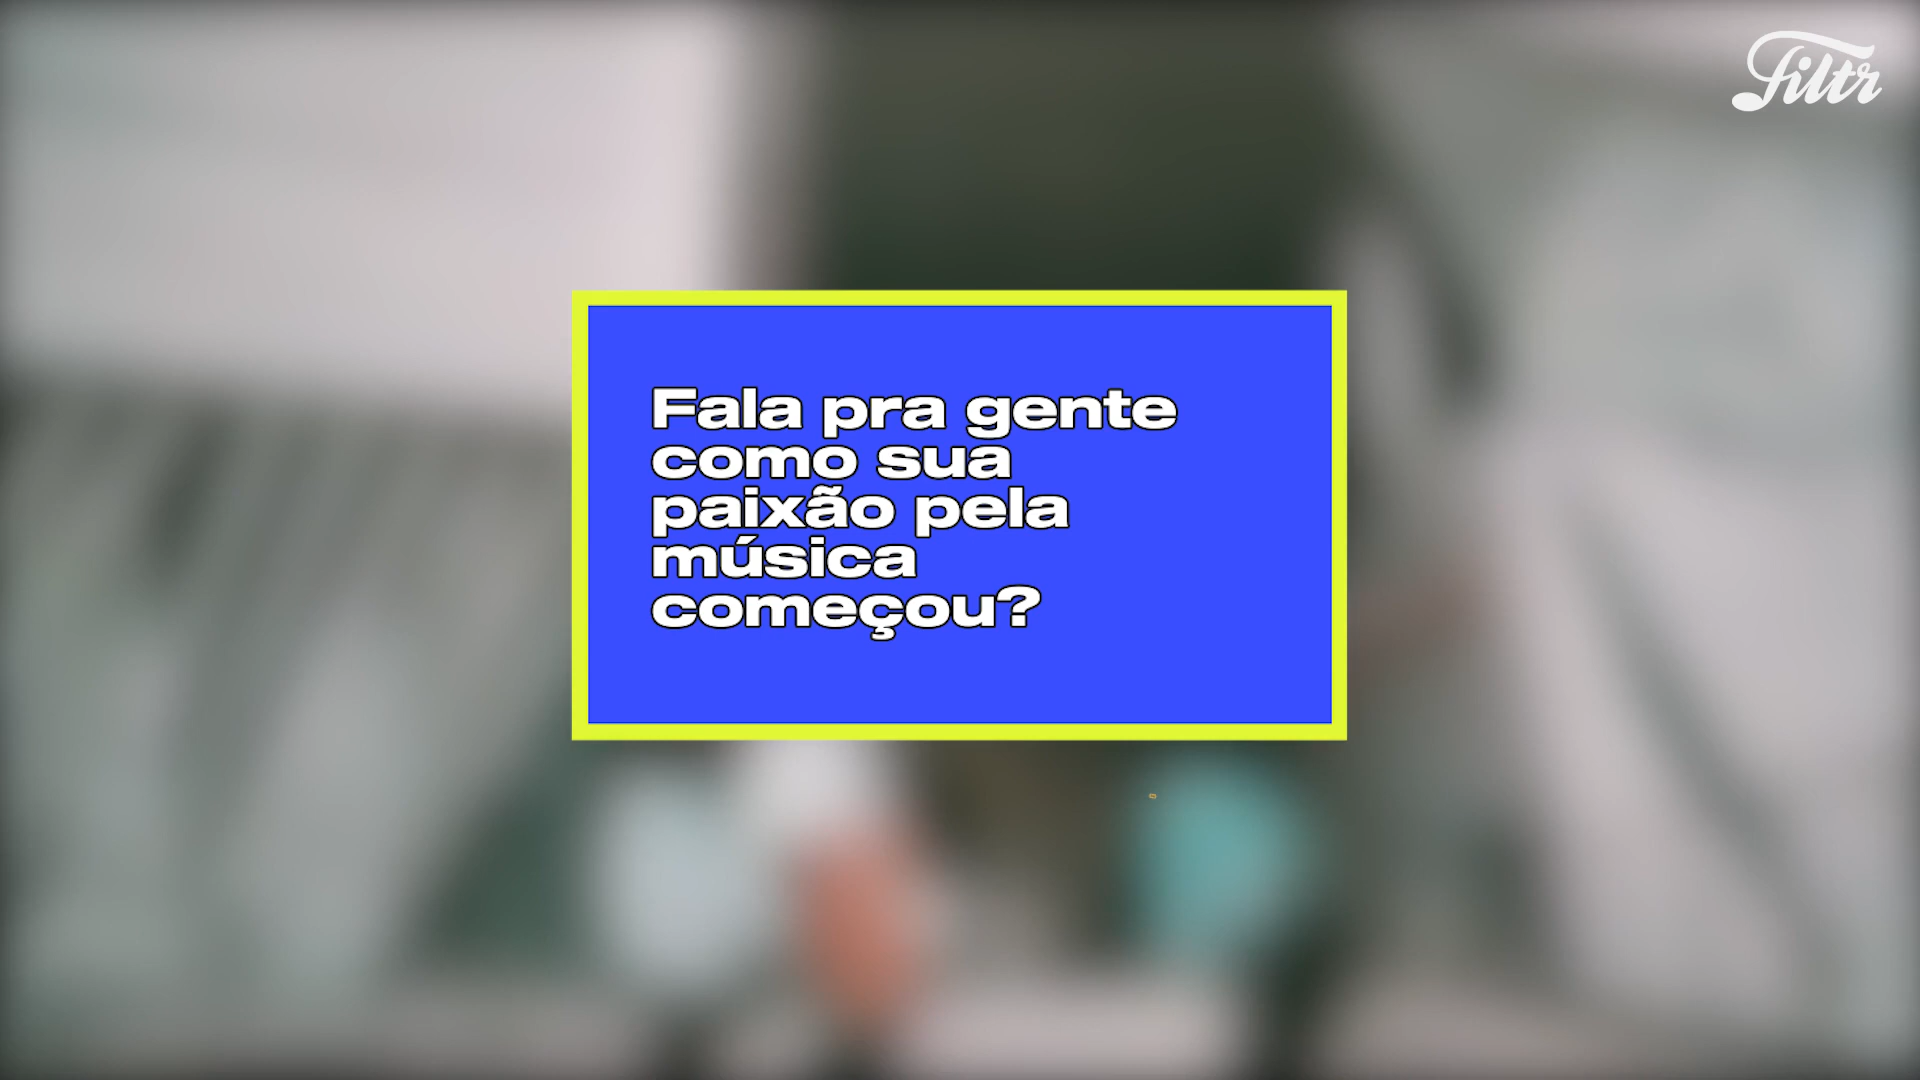 Filtr
Fala pra gente
como sua
paixão pela
música
começou?